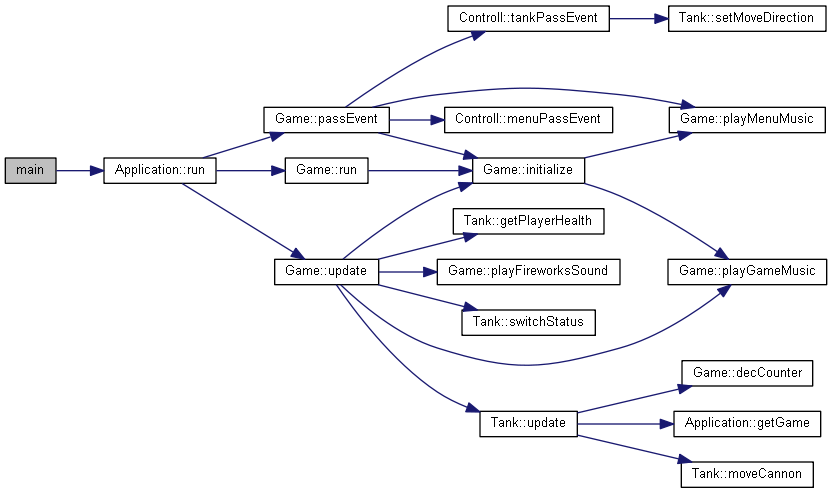 Controll::tankPassEvent
Tank::setMoveDirection
Game::passEvent
Controll::menuPassEvent
Game::playMenuMusic
main
Application::run
Game::run
Game::initialize
Tank::getPlayerHealth
Game::update
Game::playFireworksSound
Game::playGameMusic
Tank::switchStatus
Game::decCounter
Tank::update
Application::getGame
Tank::moveCannon